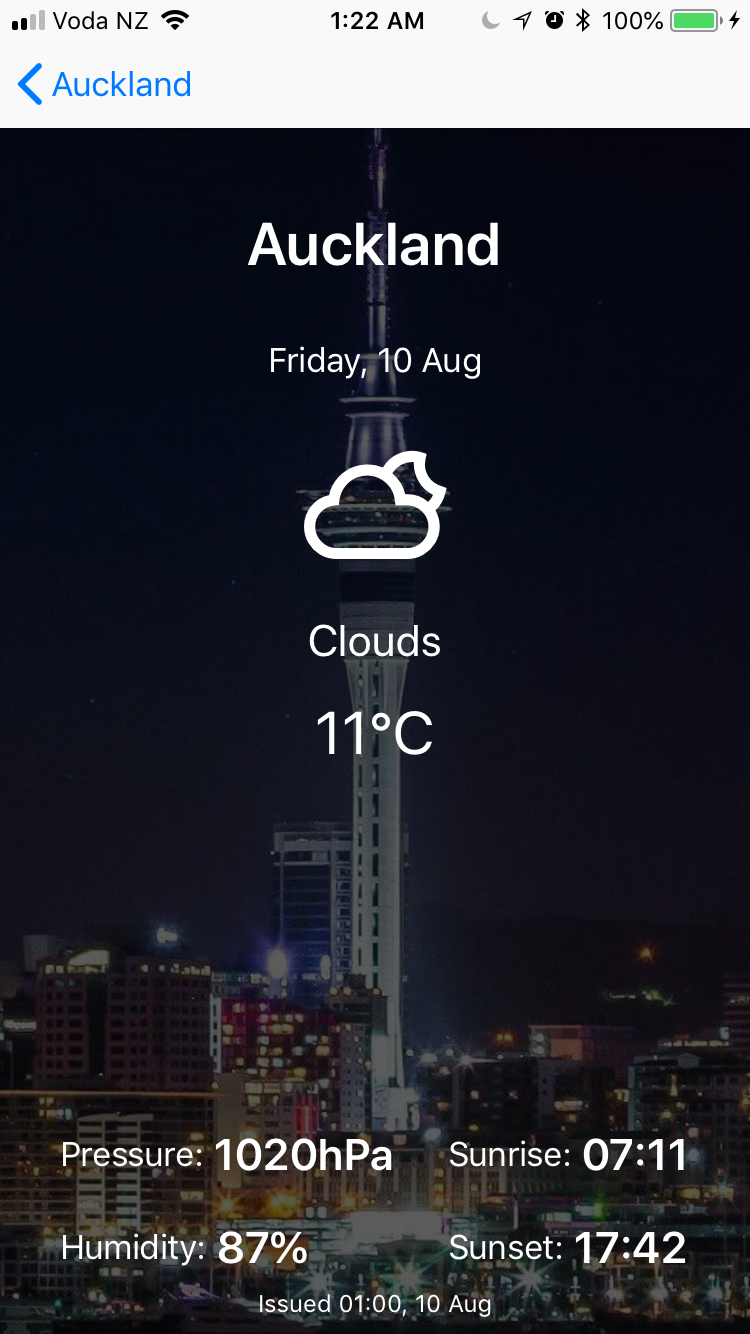 Voda NZ 1:22 AM 100%
Auckland
Auckland
Friday, 10 Aug
Clouds
11°C
Pressure: 1020hPa Sunrise: 07:11
Humidity: 87% Sunset: 17:42
Issued 01:00, 10 Aug